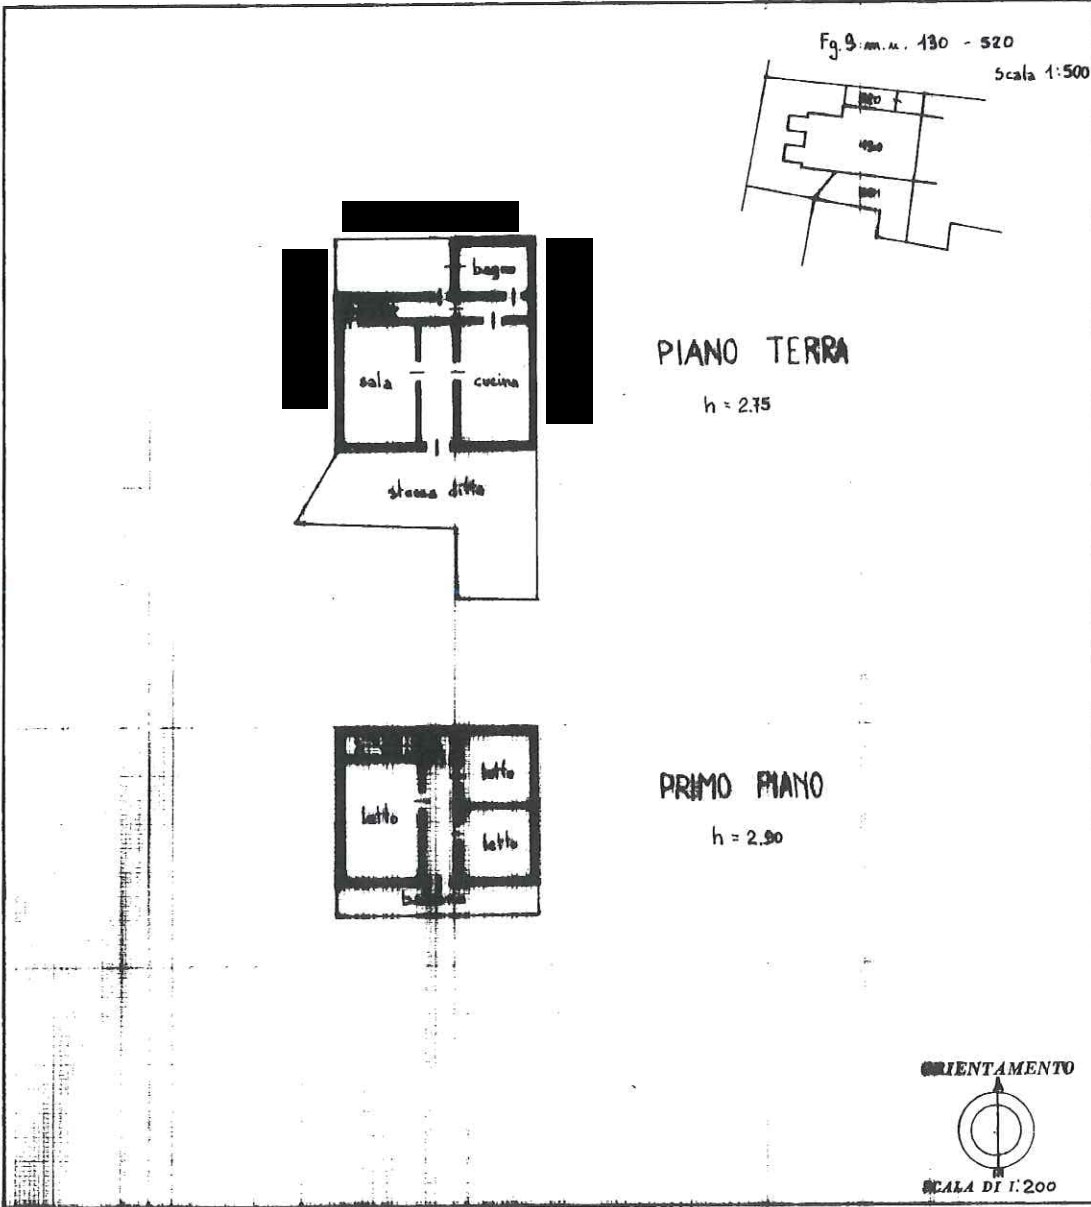 Fg. 9. m.n. 130 - 520
Scala 1:500
130
bagno
sala
cucina
PIANO TERRA
h = 2.75
stessa ditta
letto
letto
letto
PRIMO PIANO
h = 2.90
ORIENTAMENTO
SCALA DI 1:200